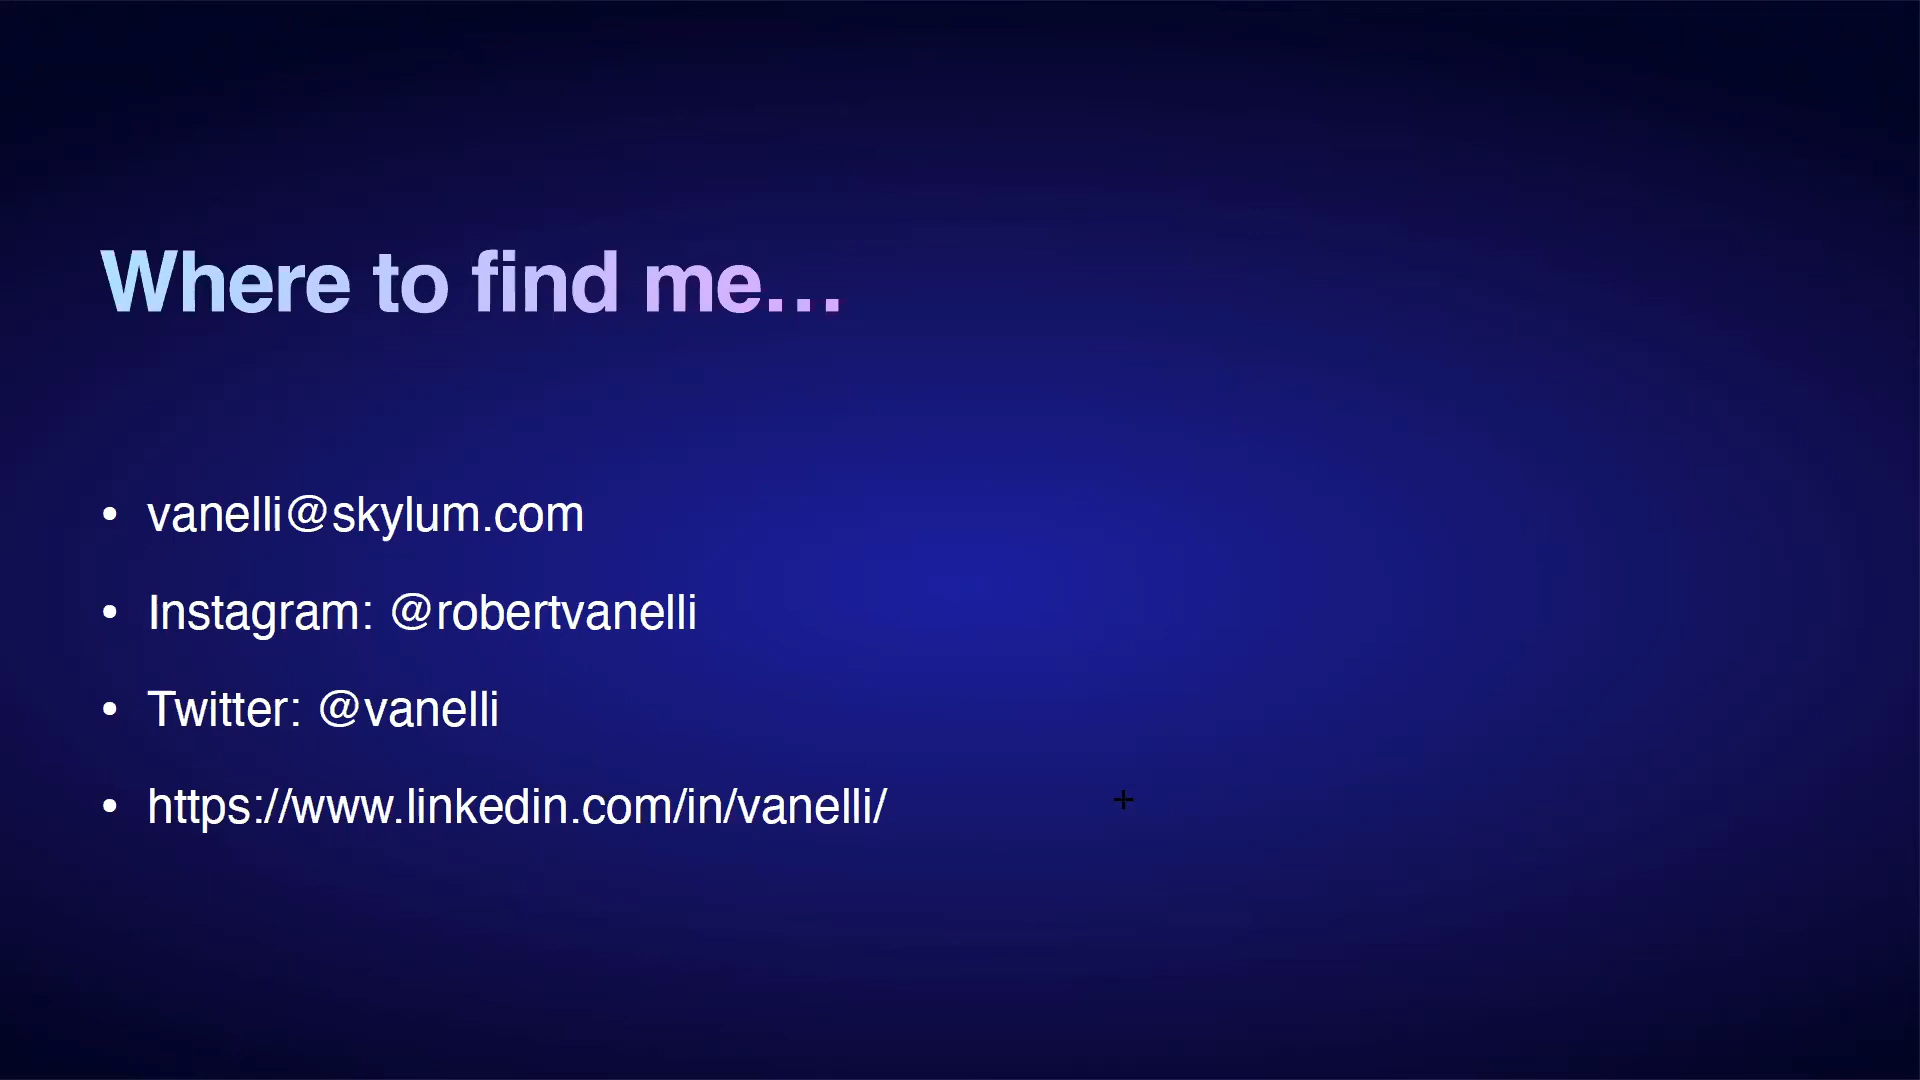 Where to find me…
• vanelli@skylum.com
• Instagram: @robertvanelli
• Twitter: @vanelli
• https://www.linkedin.com/in/vanelli/